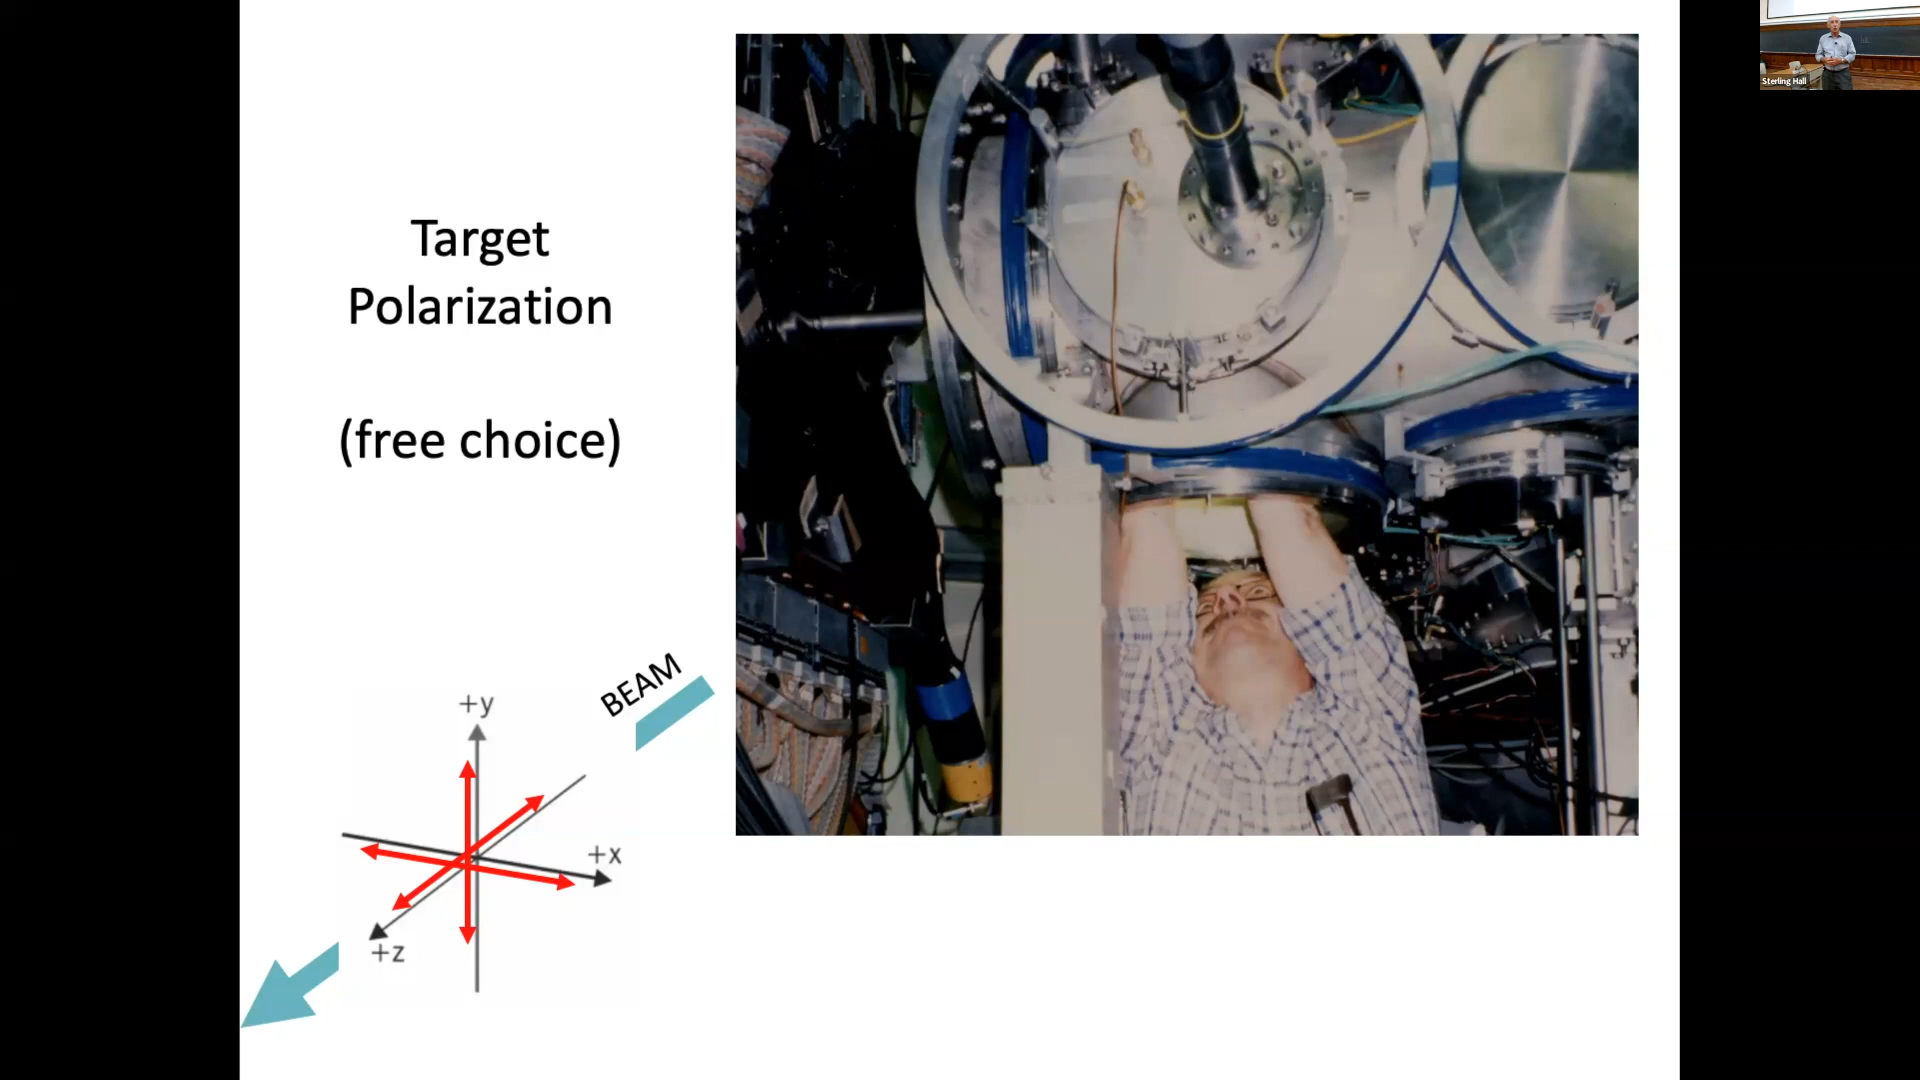 Target
Polarization
(free choice)
BEAM
+y
+x
+z
Sterling Hall